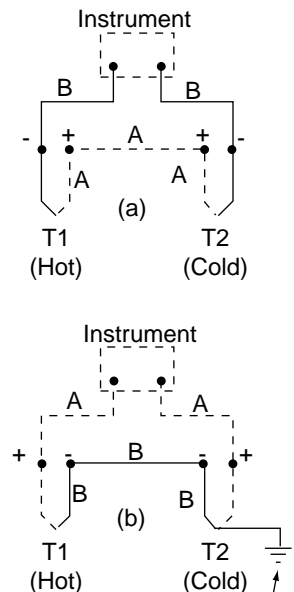 Instrument
B B
- + A + -
A A
(a)
T1 T2
(Hot) (Cold)
Instrument
A A
+ - B - +
B B
(b)
T1 T2
(Hot) (Cold)